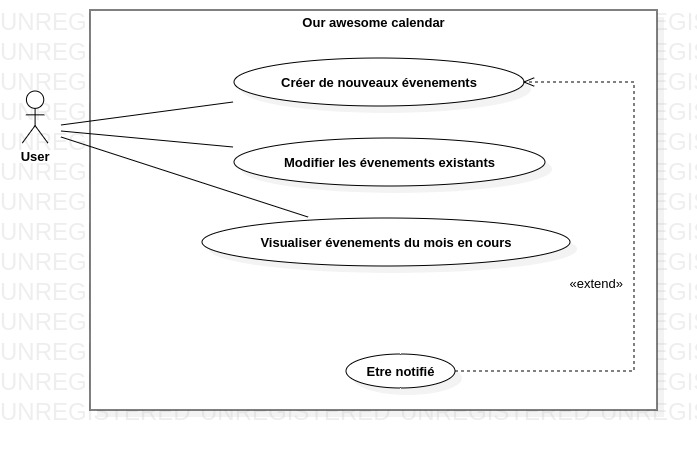 Our awesome calendar
Créer de nouveaux évenements
User
Modifier les évenements existants
Visualiser évenements du mois en cours
«extend»
Etre notifié
UNREGISTERED UNREGISTERED UNREGISTERED UNREGISTERED